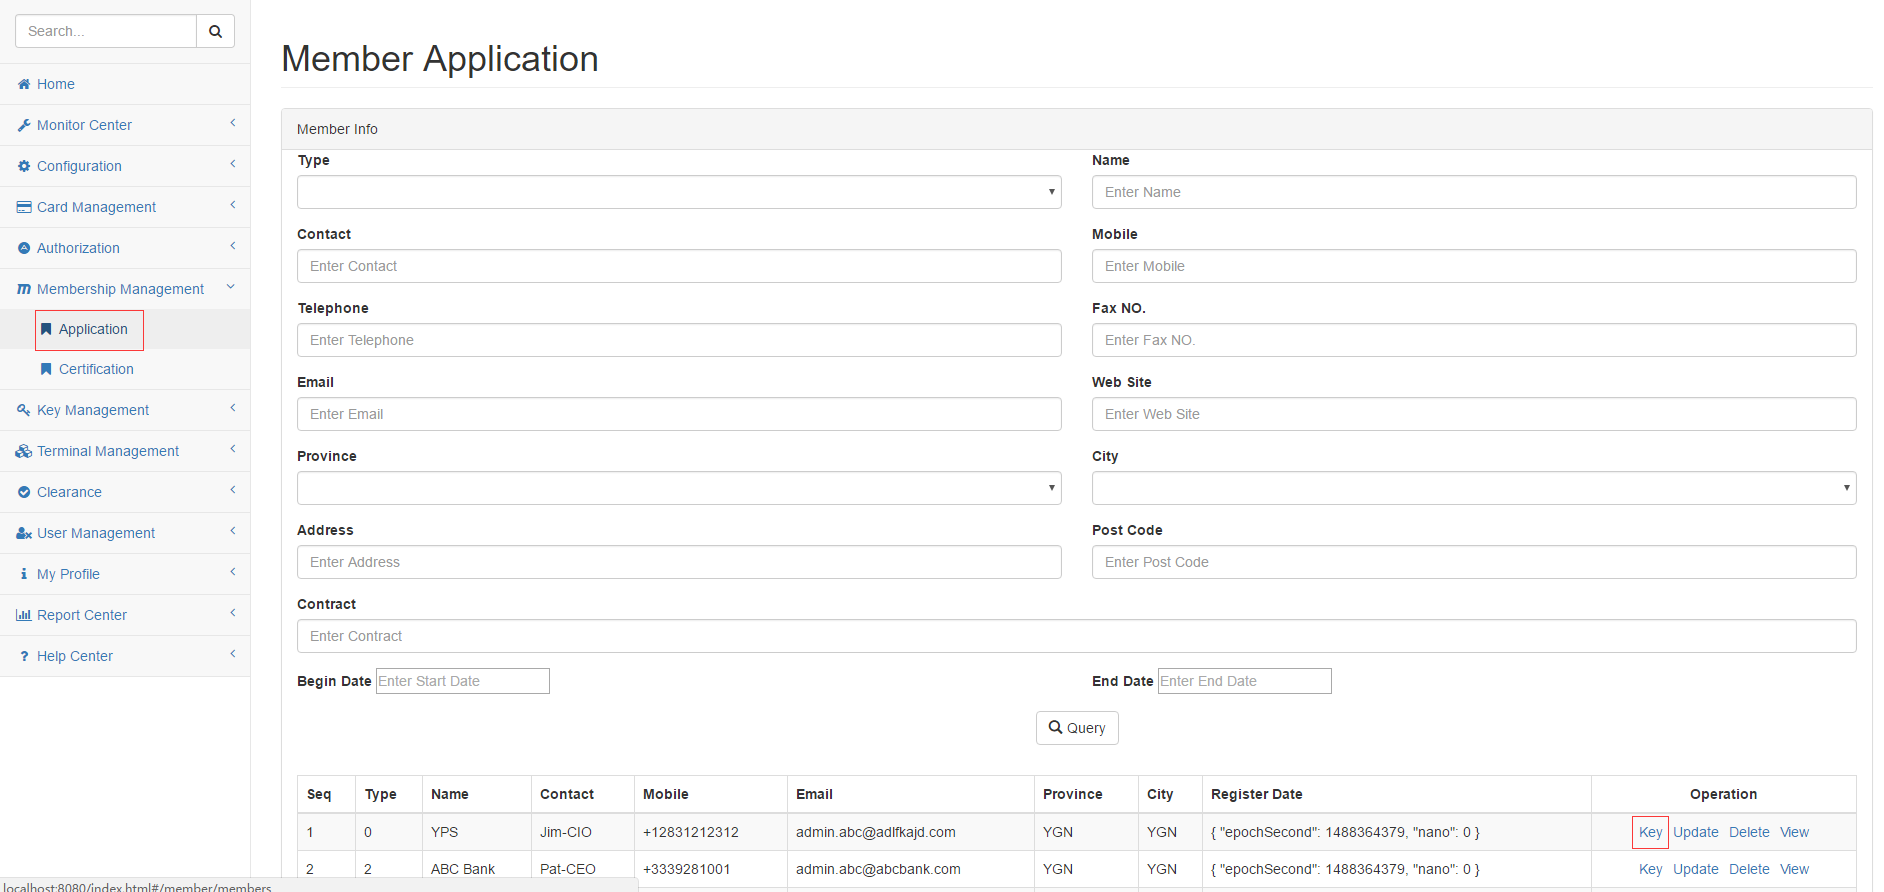 Search...
Home
Monitor Center
Configuration
Card Management
Authorization
Membership Management
Application
Certification
Key Management
Terminal Management
Clearance
User Management
My Profile
Report Center
Help Center
Member Application
Member Info
Type Name
Enter Name
Contact Mobile
Enter Contact Enter Mobile
Telephone Fax NO.
Enter Telephone Enter Fax NO.
Email Web Site
Enter Email Enter Web Site
Province City
Address Post Code
Enter Address Enter Post Code
Contract
Enter Contract
Begin Date Enter Start Date End Date Enter End Date
Query
Seq Type Name Contact Mobile Email Province City Register Date Operation
1 0 YPS Jim-CIO +12831212312 admin.abc@adlfkajd.com YGN YGN { "epochSecond": 1488364379, "nano": 0 } Key Update Delete View
2 2 ABC Bank Pat-CEO +3339281001 admin.abc@abcbank.com YGN YGN { "epochSecond": 1488364379, "nano": 0 } Key Update Delete View
localhost:8080/index.html#/member/members